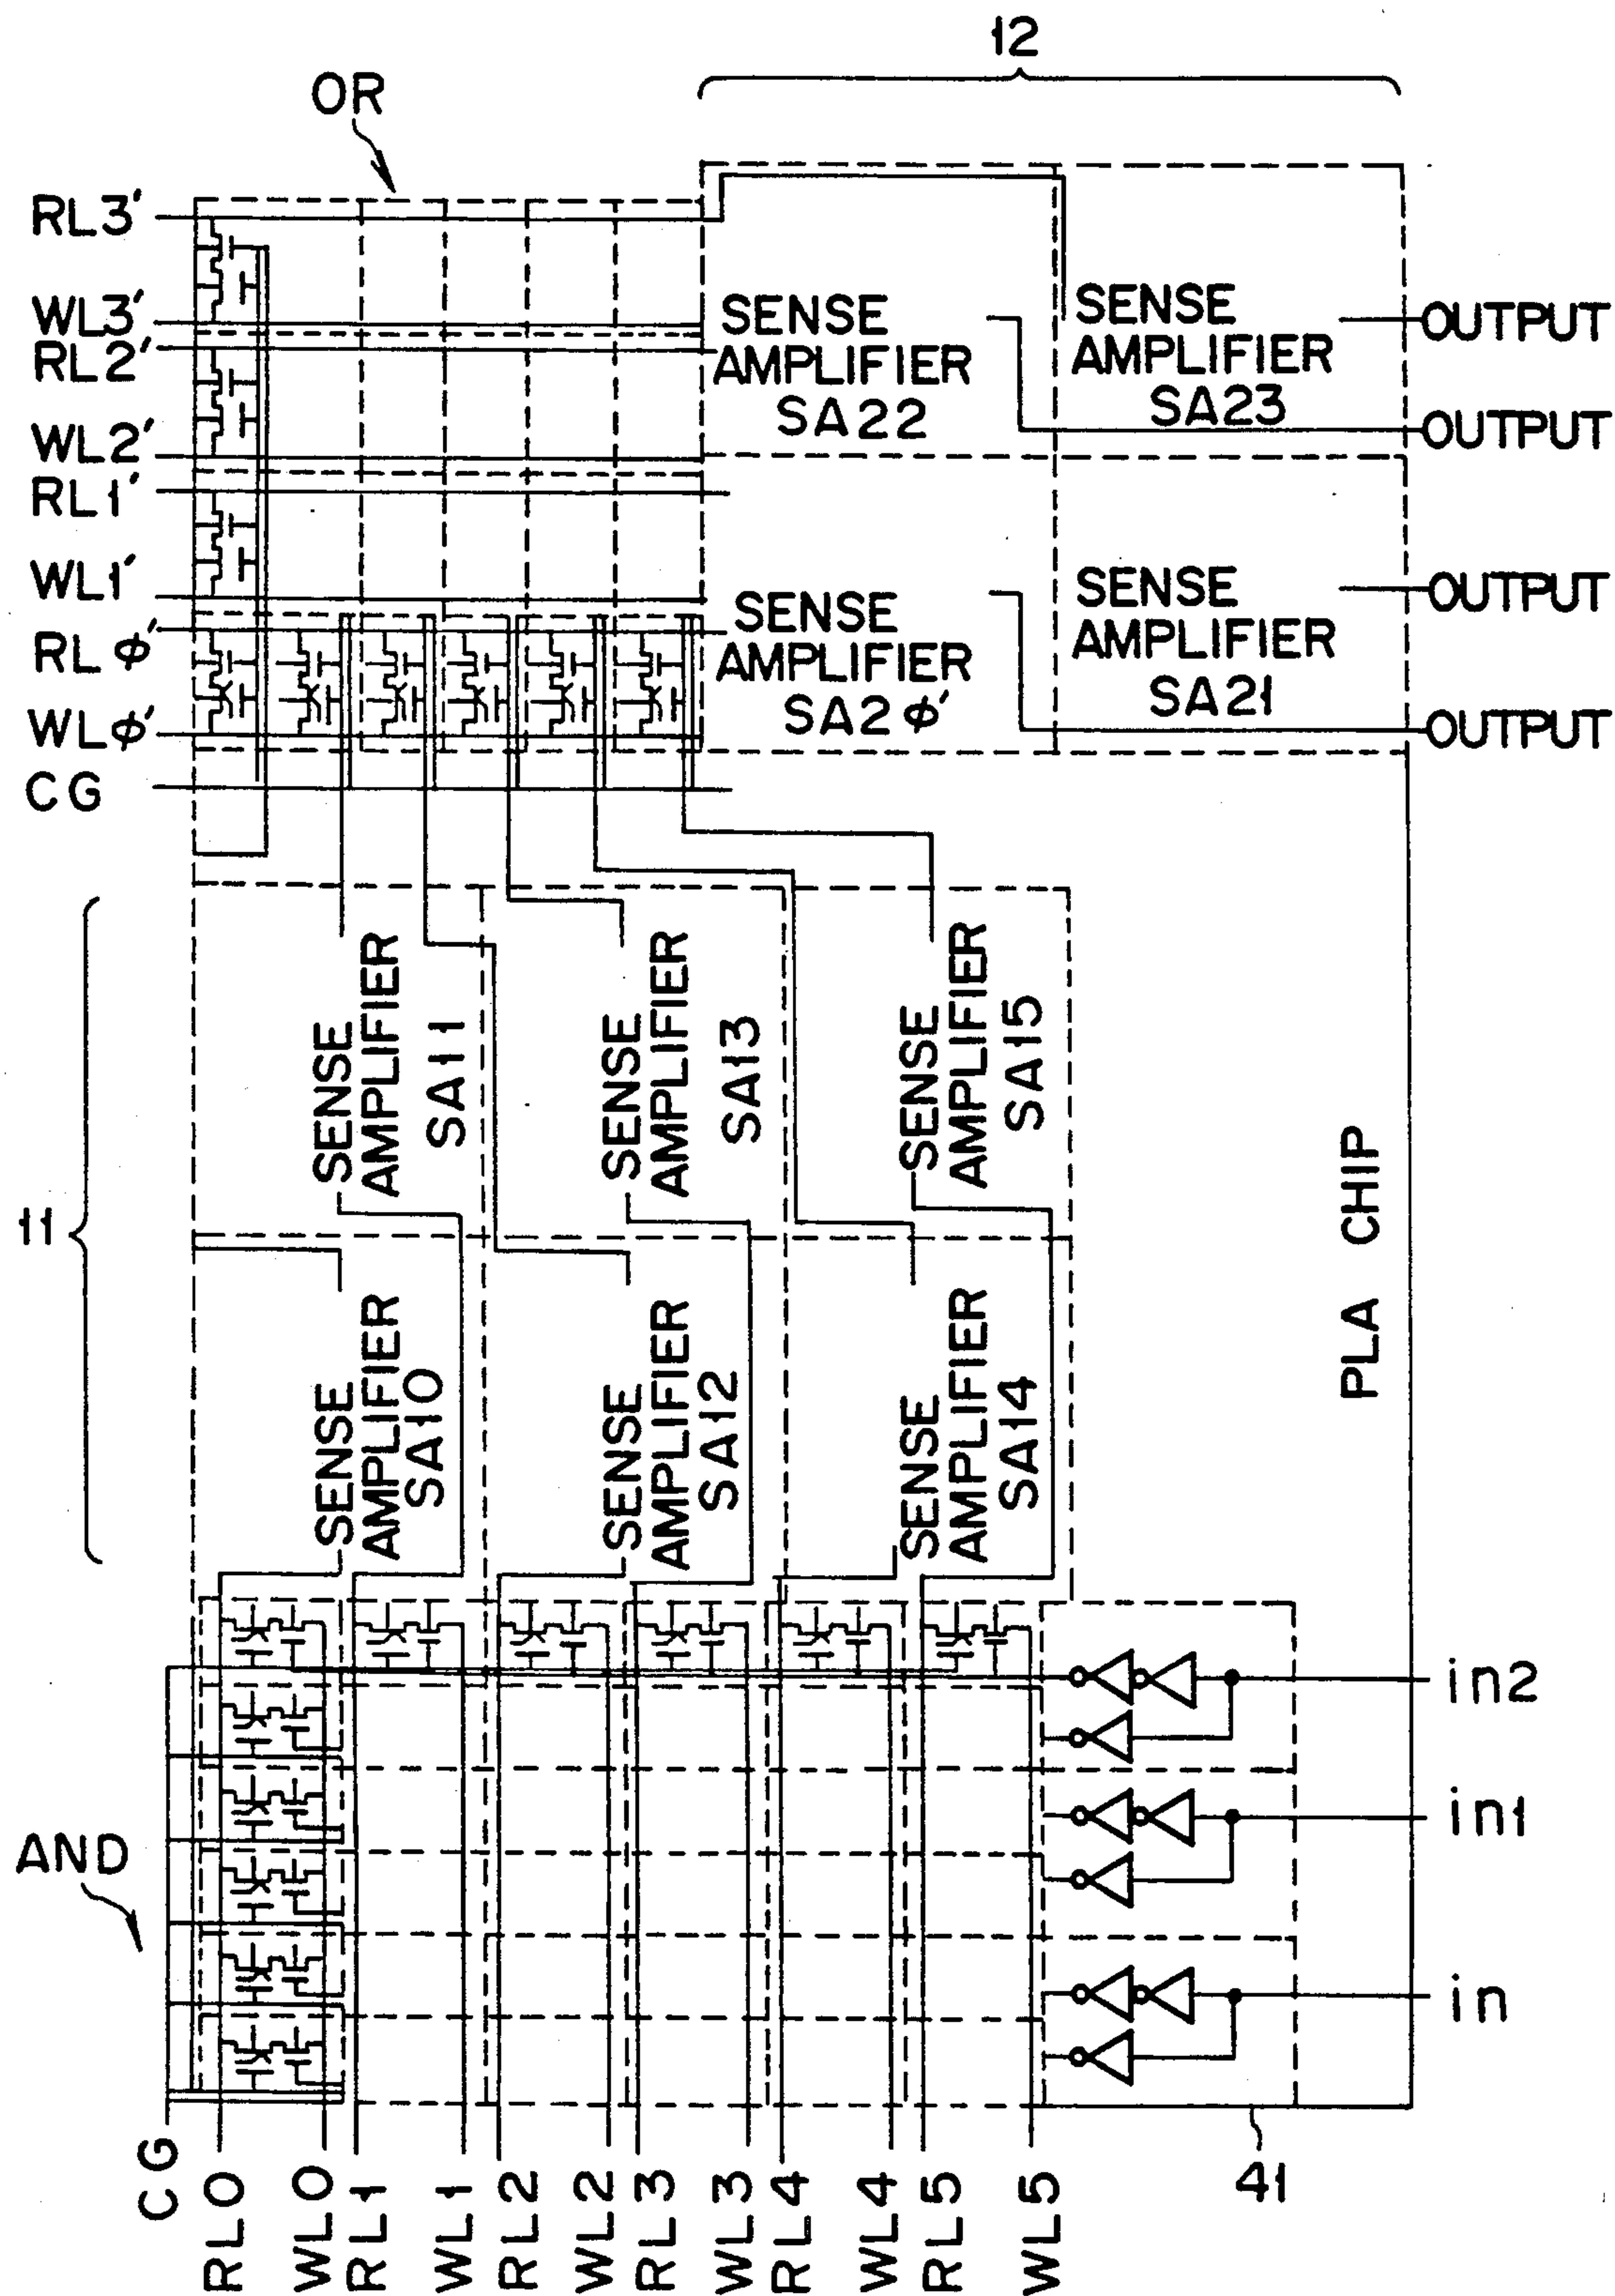 12
OR
RL3'
WL3'
RL2'
WL2'
RL1'
WL1'
RLφ'
WLφ'
CG
SENSE
AMPLIFIER
SA22
SENSE
AMPLIFIER
SA23
SENSE
AMPLIFIER
SA2φ'
SENSE
AMPLIFIER
SA21
OUTPUT
OUTPUT
OUTPUT
OUTPUT
11
SENSE
AMPLIFIER
SA11
SENSE
AMPLIFIER
SA13
SENSE
AMPLIFIER
SA15
SENSE
AMPLIFIER
SA10
SENSE
AMPLIFIER
SA12
SENSE
AMPLIFIER
SA14
PLA CHIP
AND
in2
in1
in
CG
RL0
WL0
RL1
WL1
RL2
WL2
RL3
WL3
RL4
WL4
RL5
WL5
41